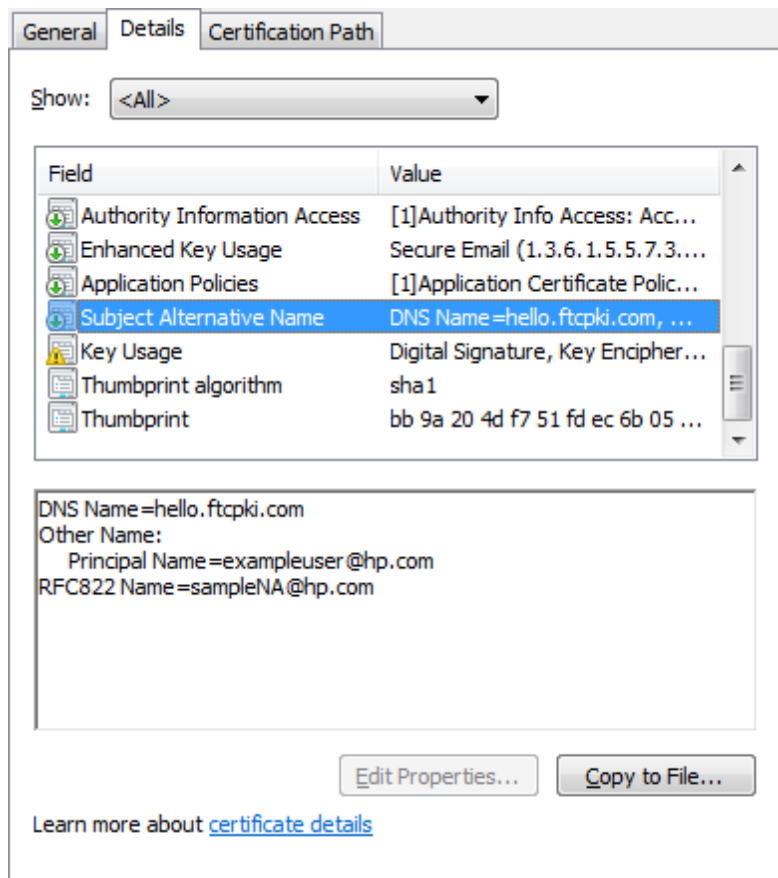 General Details Certification Path
Show: <All>
Field Value
Authority Information Access [1]Authority Info Access: Acc...
Enhanced Key Usage Secure Email (1.3.6.1.5.5.7.3....
Application Policies [1]Application Certificate Polic...
Subject Alternative Name DNS Name=hello.ftcpki.com, ...
Key Usage Digital Signature, Key Encipher...
Thumbprint algorithm sha1
Thumbprint bb 9a 20 4d f7 51 fd ec 6b 05 ...
DNS Name=hello.ftcpki.com
Other Name:
Principal Name=exampleuser@hp.com
RFC822 Name=sampleNA@hp.com
Edit Properties... Copy to File...
Learn more about certificate details